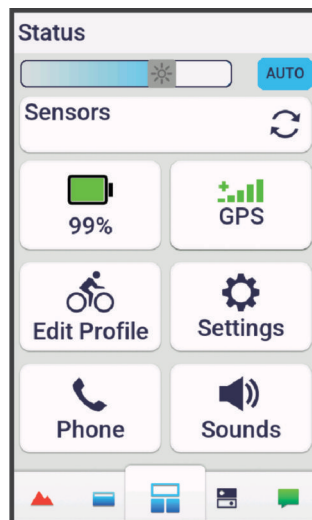 Status
AUTO
Sensors
99%
GPS
Edit Profile
Settings
Phone
Sounds